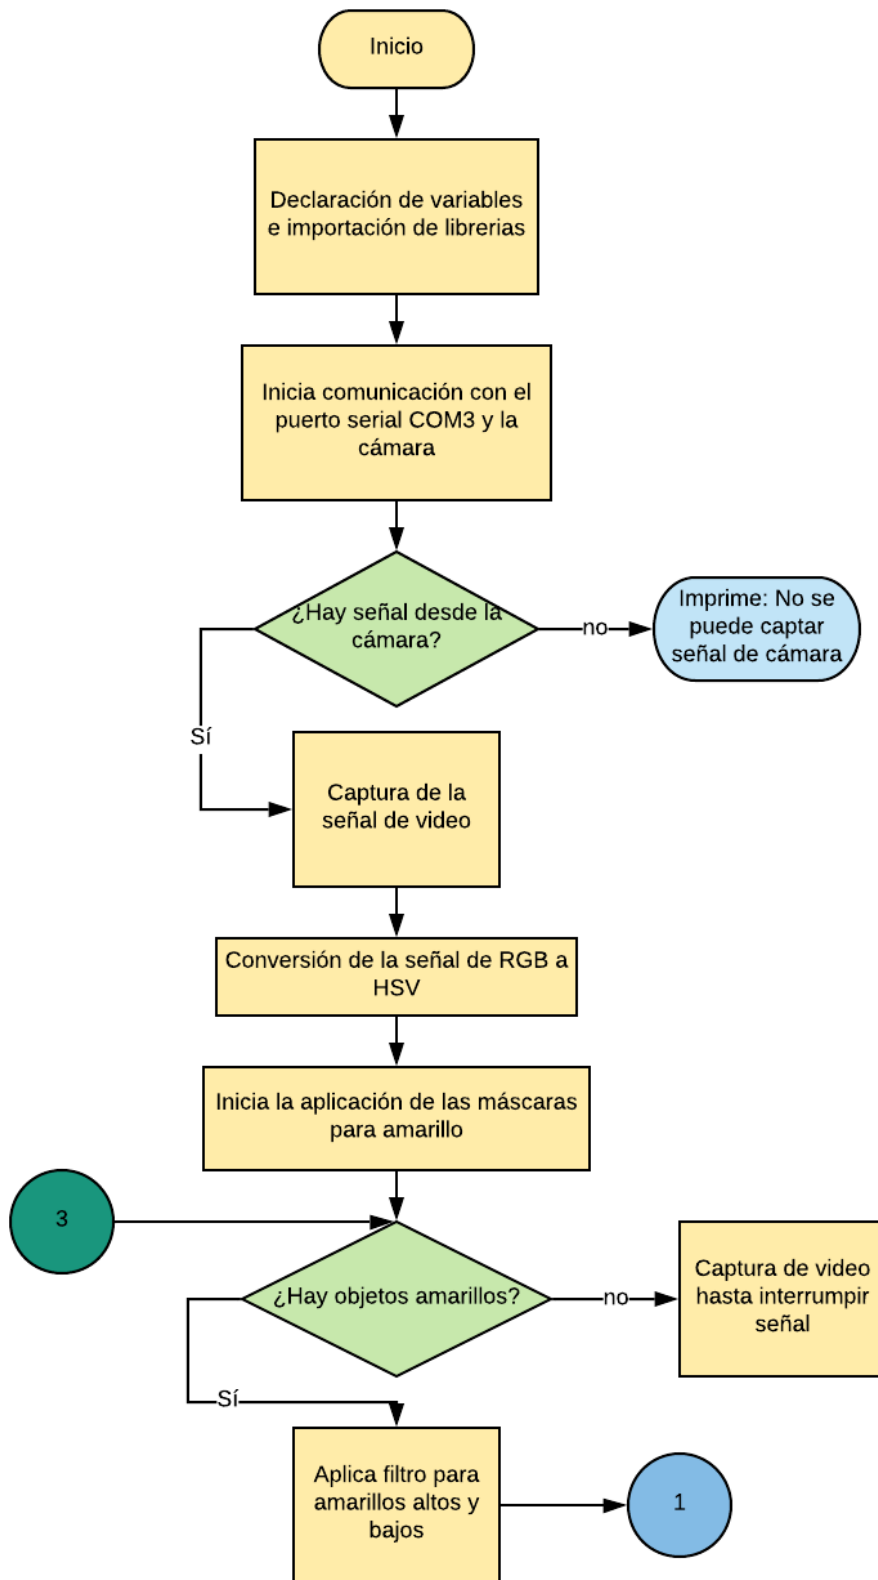 Inicio
Declaración de variables
e importación de librerias
Inicia comunicación con el
puerto serial COM3 y la
cámara
¿Hay señal desde la
cámara?
no
Imprime: No se
puede captar
señal de cámara
Sí
Captura de la
señal de video
Conversión de la señal de RGB a
HSV
Inicia la aplicación de las máscaras
para amarillo
3
¿Hay objetos amarillos?
no
Captura de video
hasta interrumpir
señal
Sí
Aplica filtro para
amarillos altos y
bajos
1